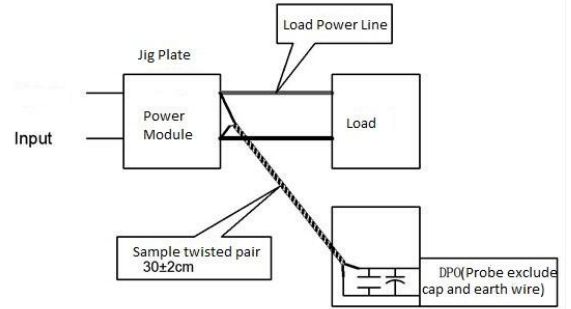 Load Power Line
Jig Plate
Power
Module
Load
Input
Sample twisted pair
30±2cm
DPO(Probe exclude
cap and earth wire)